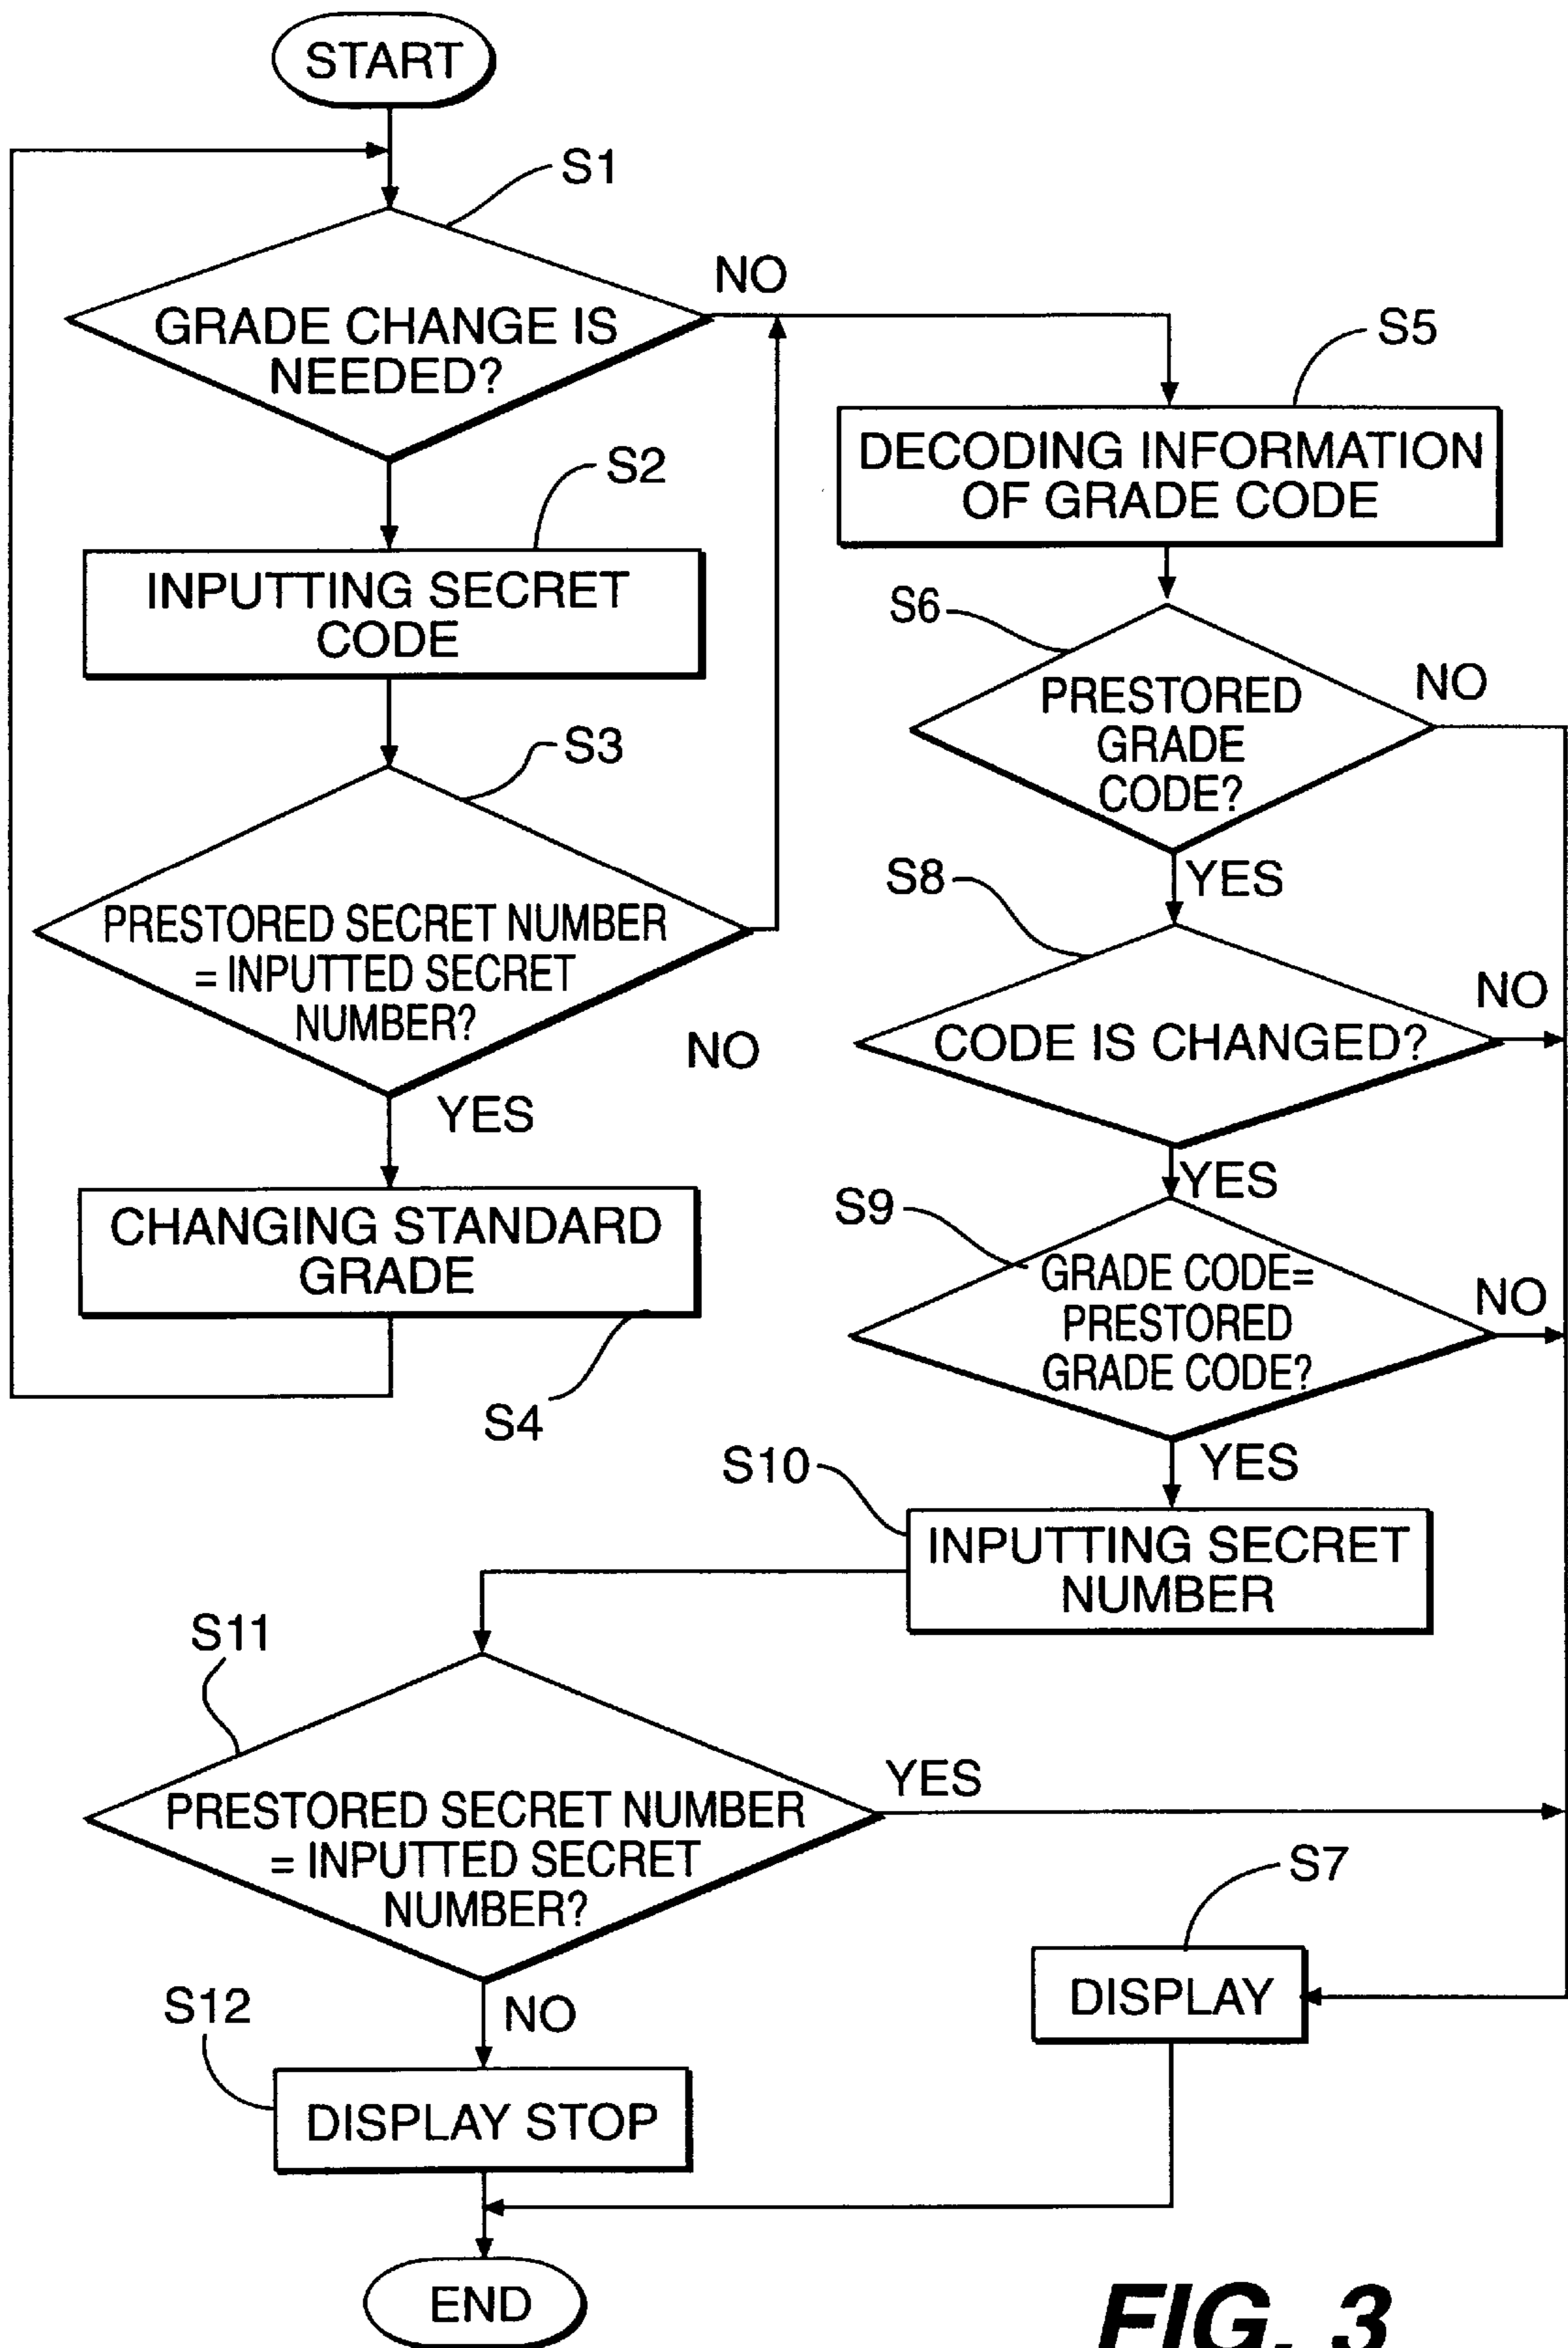 START
S1
GRADE CHANGE IS
NEEDED?
NO
S2
INPUTTING SECRET
CODE
S3
PRESTORED SECRET NUMBER
= INPUTTED SECRET
NUMBER?
NO
YES
CHANGING STANDARD
GRADE
S4
S5
DECODING INFORMATION
OF GRADE CODE
S6
PRESTORED
GRADE
CODE?
NO
YES
S8
CODE IS CHANGED?
NO
YES
S9
GRADE CODE=
PRESTORED
GRADE CODE?
NO
YES
S10
INPUTTING SECRET
NUMBER
S11
PRESTORED SECRET NUMBER
= INPUTTED SECRET
NUMBER?
YES
NO
S7
DISPLAY
S12
DISPLAY STOP
END
FIG. 3